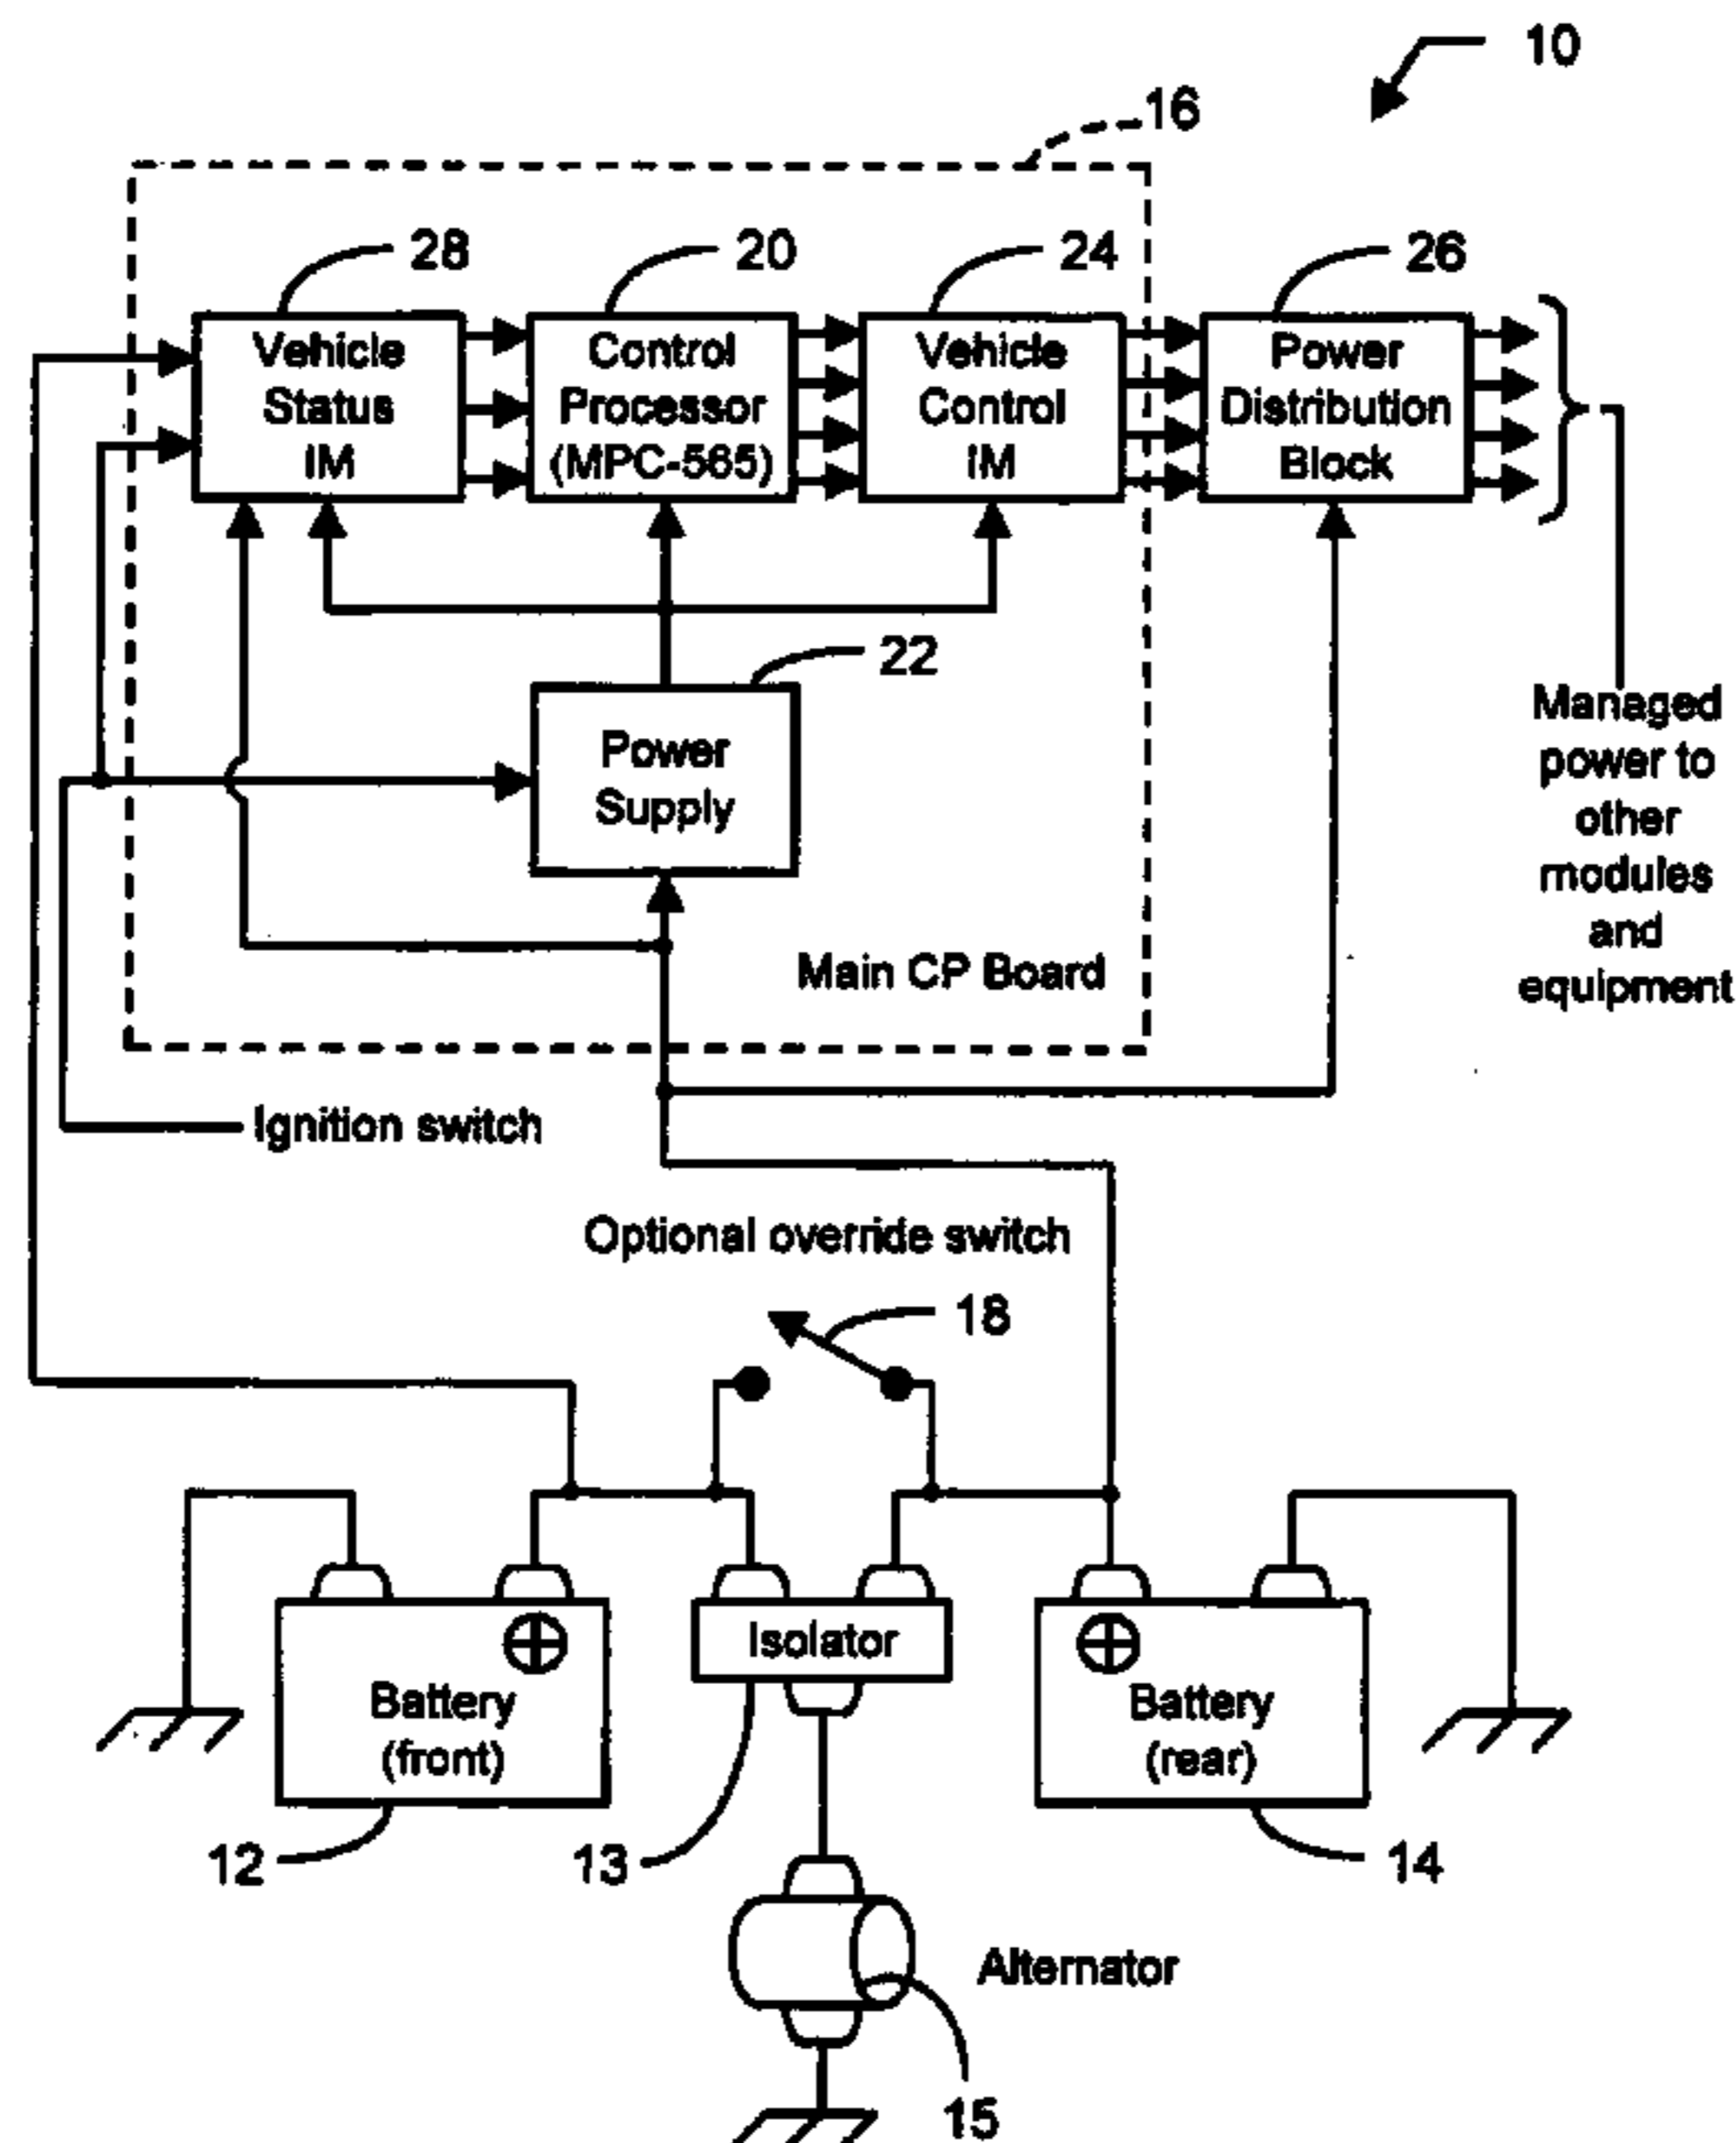 10
16
28
20
24
26
Vehicle
Status
IM
Control
Processor
(MPC-565)
Vehicle
Control
IM
Power
Distribution
Block
22
Power
Supply
Managed
power to
other
modules
and
equipment
Main CP Board
Ignition switch
Optional override switch
18
Isolator
Battery
(front)
Battery
(rear)
12
13
14
Alternator
15